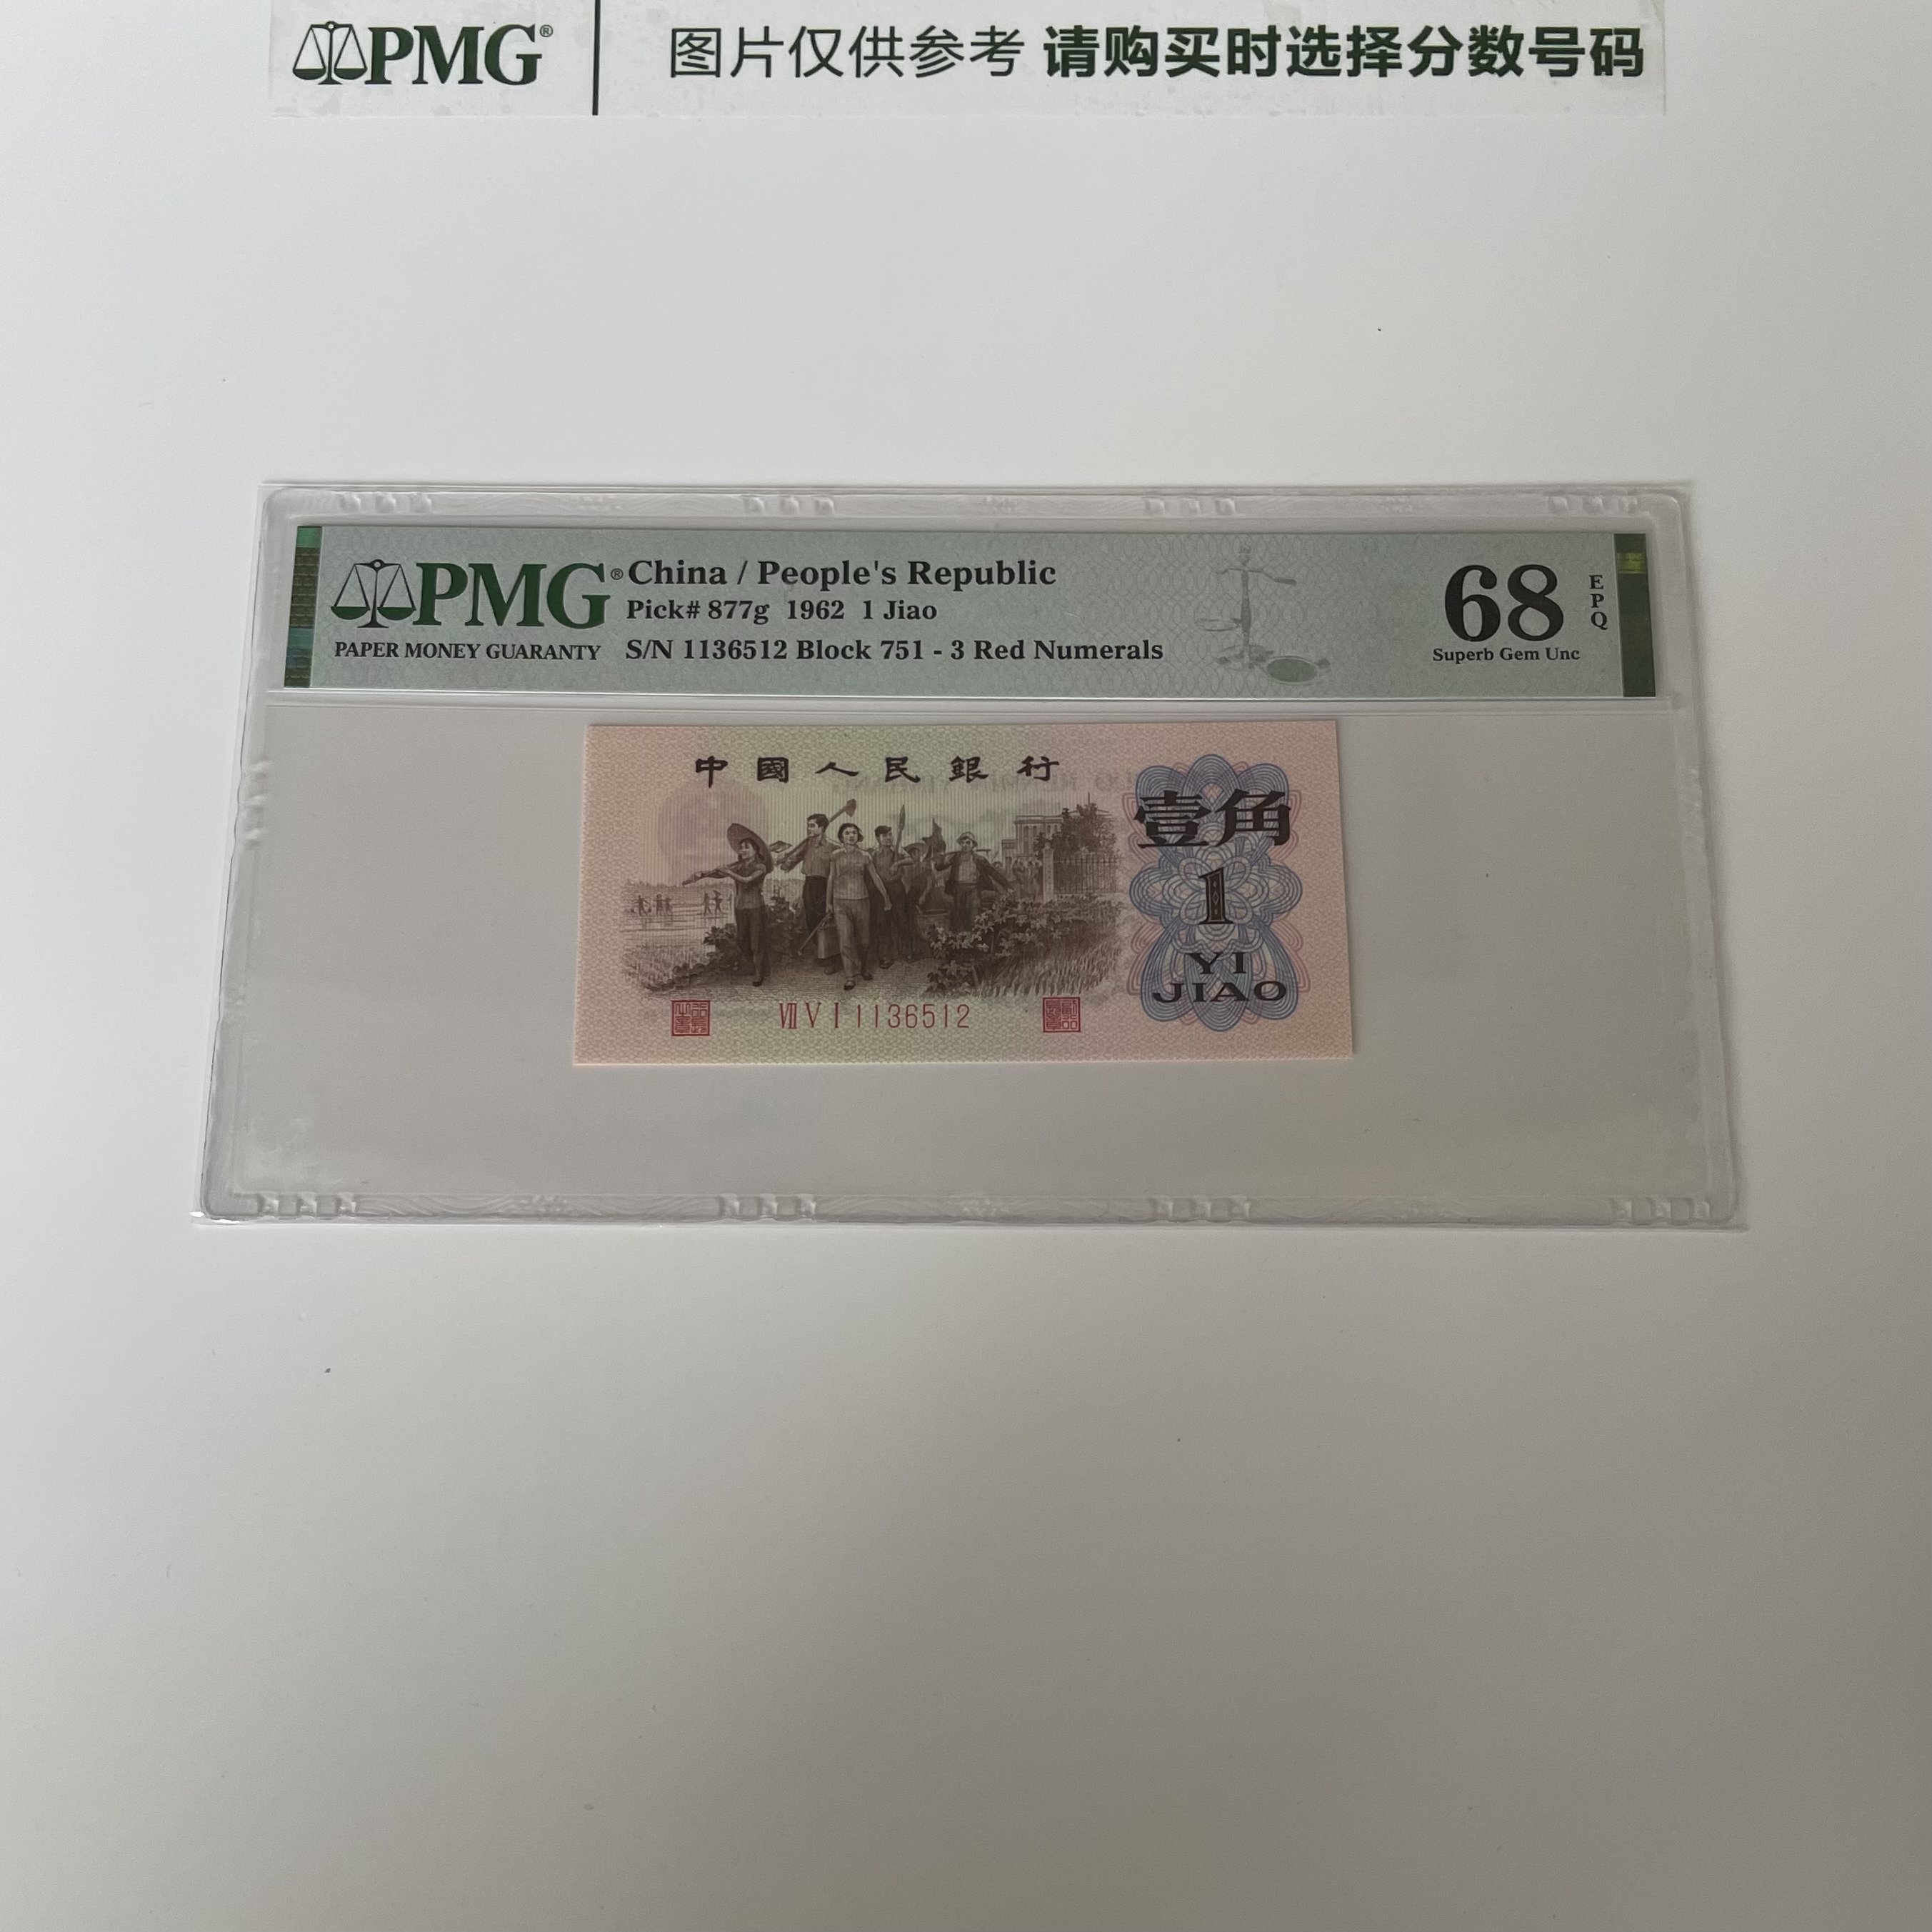 PMG® 图片仅供参考 请购买时选择分数号码
PMG®
PAPER MONEY GUARANTY
China / People's Republic
Pick# 877g 1962 1 Jiao
S/N 1136512 Block 751 - 3 Red Numerals
68
EPQ
Superb Gem Unc
中國人民銀行
壹角
1
YI
JIAO
Ⅶ Ⅴ Ⅰ 1136512